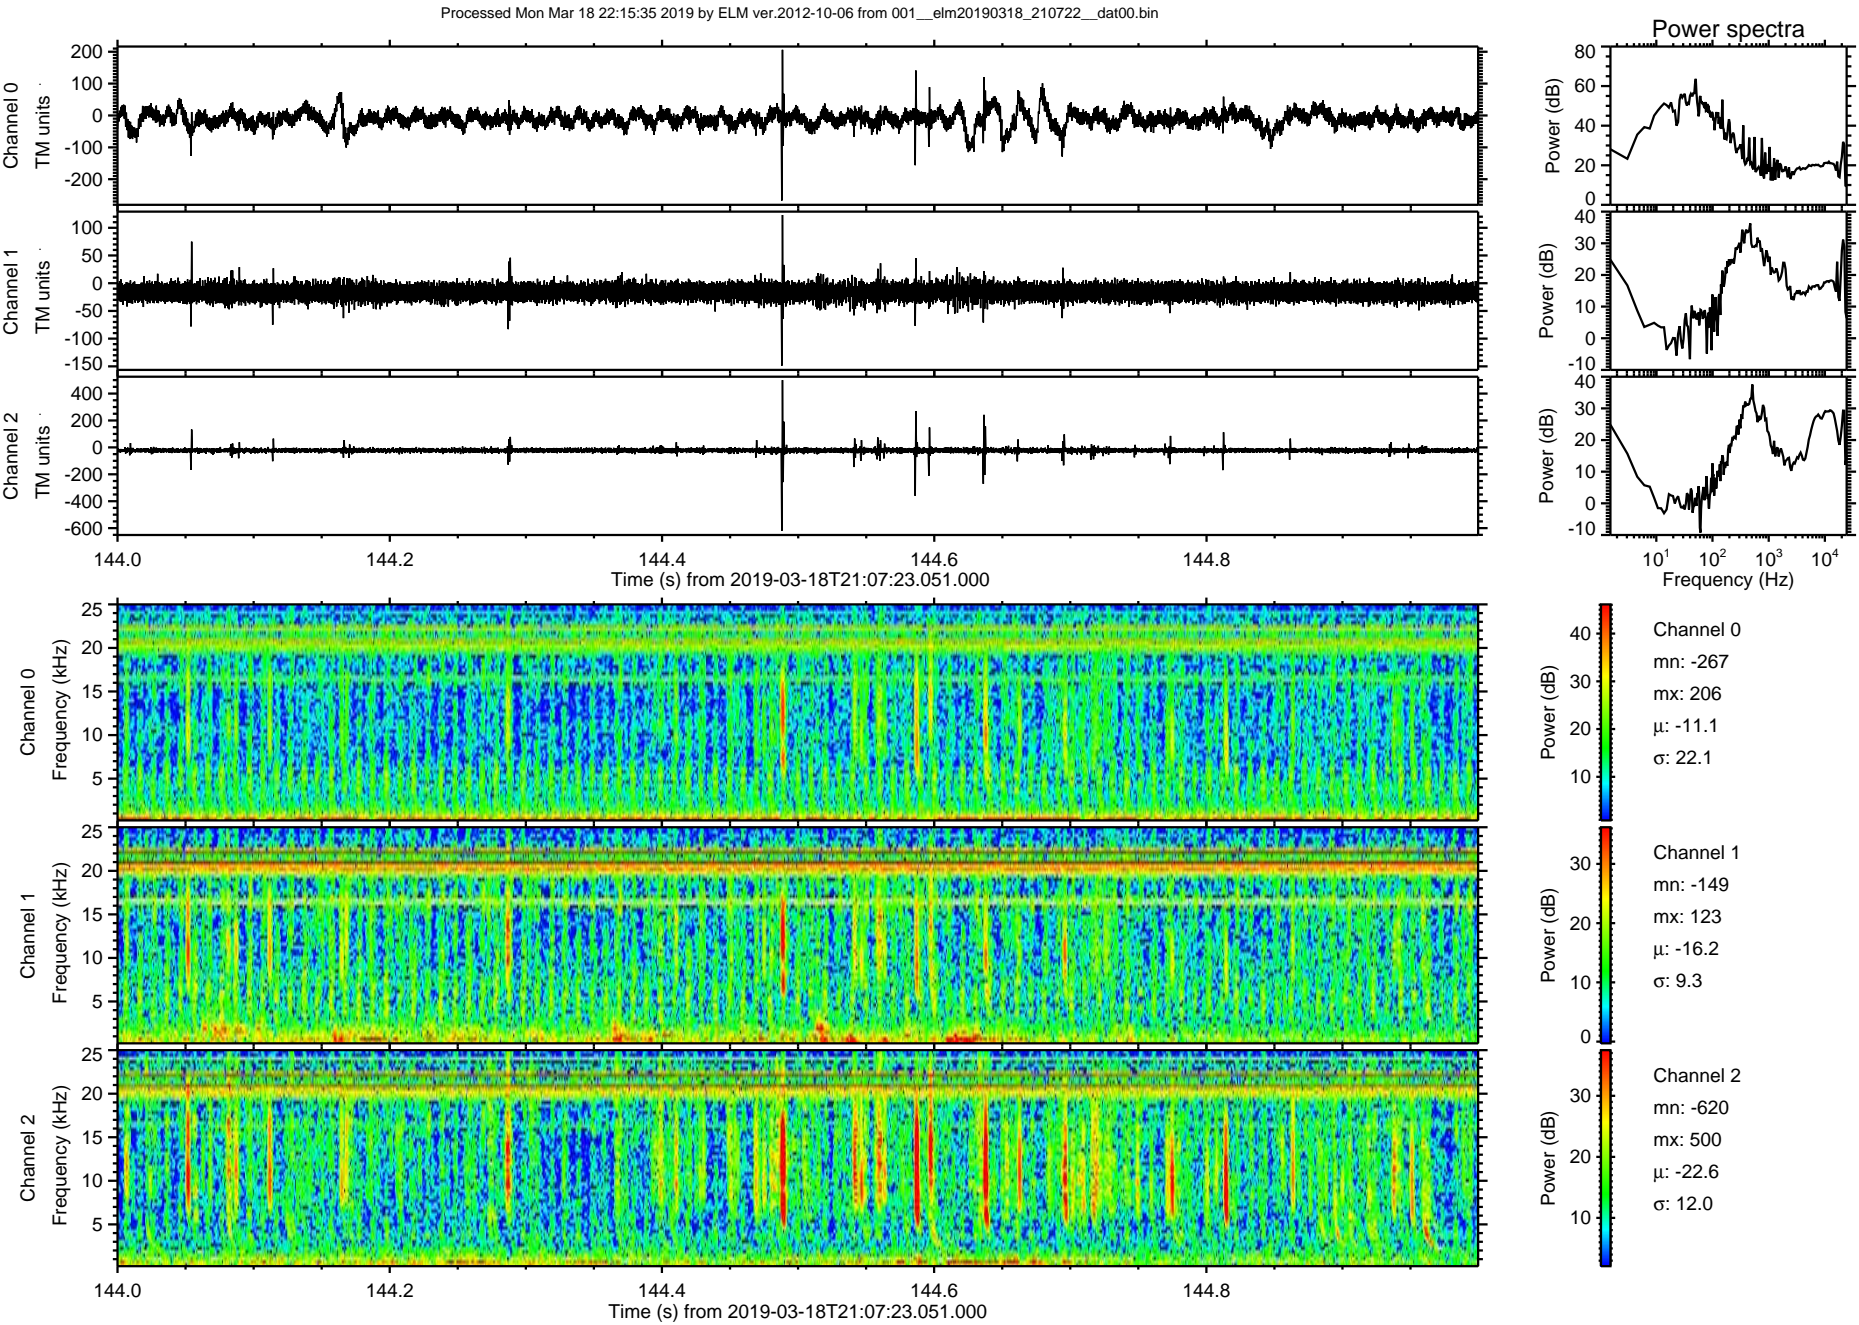 Processed Mon Mar 18 22:15:35 2019 by ELM ver.2012-10-06 from 001__elm20190318_210722__dat00.bin
Power spectra
Channel 0
TM units
200
100
0
-100
-200
Power (dB)
80
60
40
20
0
Channel 1
TM units
100
50
0
-50
-100
-150
Power (dB)
40
30
20
10
0
-10
Channel 2
TM units
400
200
0
-200
-400
-600
Power (dB)
40
30
20
10
0
-10
144.0 144.2 144.4 144.6 144.8
Time (s) from 2019-03-18T21:07:23.051.000
10¹ 10² 10³ 10⁴
Frequency (Hz)
Channel 0
Frequency (kHz)
25
20
15
10
5
Power (dB)
40
30
20
10
Channel 0
mn: -267
mx: 206
µ: -11.1
σ: 22.1
Channel 1
Frequency (kHz)
25
20
15
10
5
Power (dB)
30
20
10
0
Channel 1
mn: -149
mx: 123
µ: -16.2
σ: 9.3
Channel 2
Frequency (kHz)
25
20
15
10
5
Power (dB)
30
20
10
Channel 2
mn: -620
mx: 500
µ: -22.6
σ: 12.0
144.0 144.2 144.4 144.6 144.8
Time (s) from 2019-03-18T21:07:23.051.000